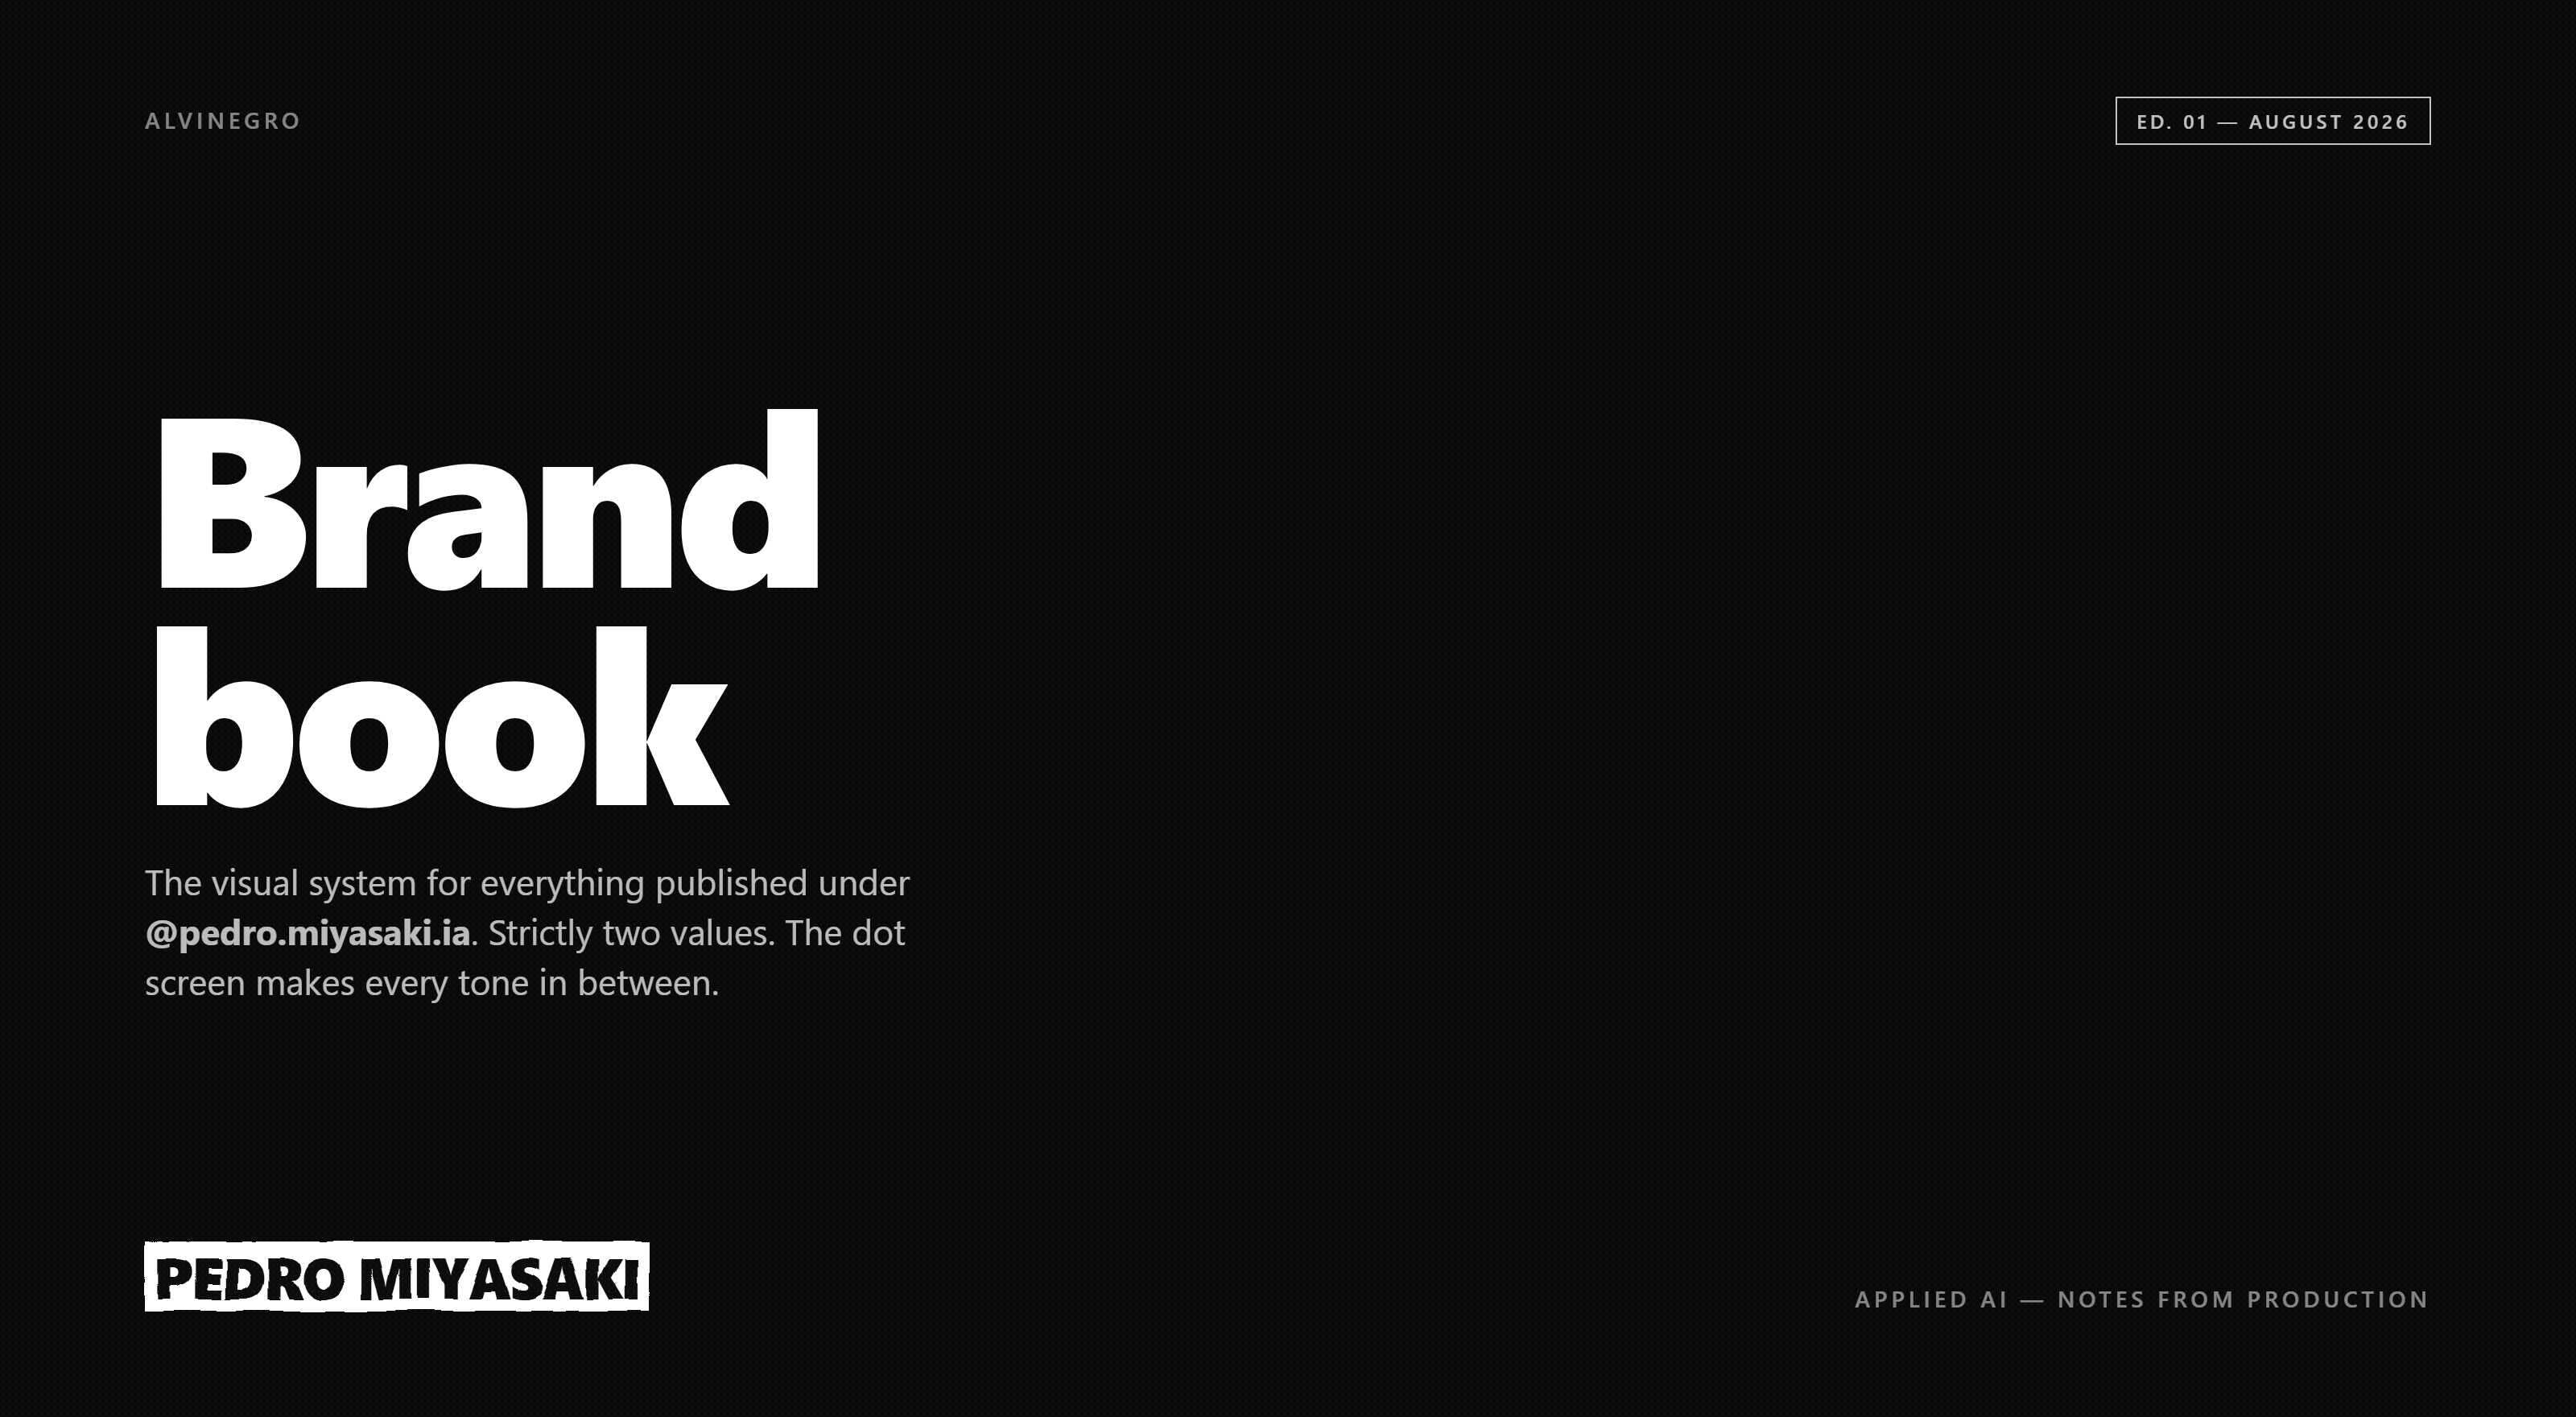 ALVINEGRO
ED. 01 — AUGUST 2026
Brand
book
The visual system for everything published under
@pedro.miyasaki.ia. Strictly two values. The dot
screen makes every tone in between.
PEDRO MIYASAKI
APPLIED AI — NOTES FROM PRODUCTION